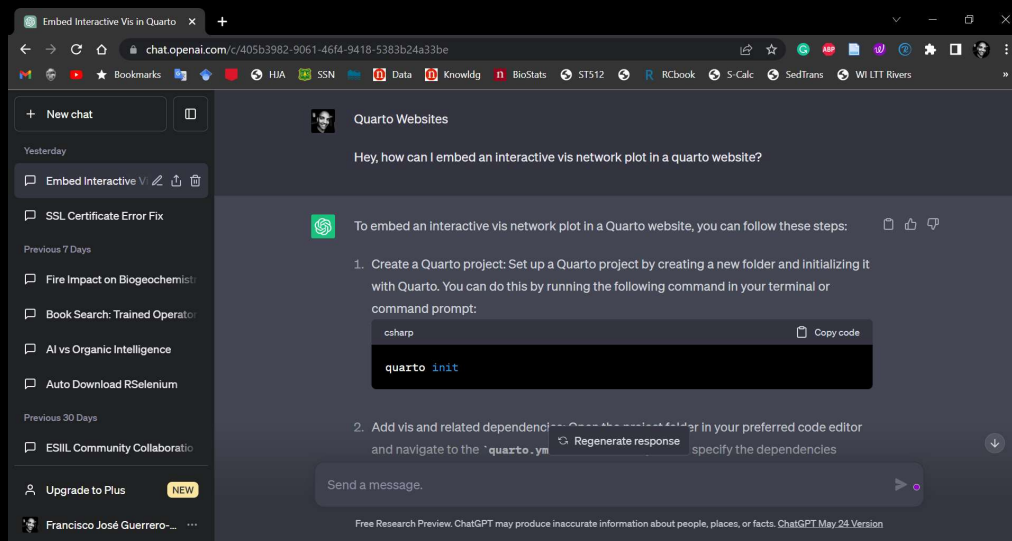 Embed Interactive Vis in Quarto
chat.openai.com/c/405b3982-9061-46f4-9418-5383b24a33be
ABP
Bookmarks HJA SSN Data Knowldg BioStats ST512 R RCbook S-Calc SedTrans WI LTT Rivers »
New chat
Yesterday
Embed Interactive Vi
SSL Certificate Error Fix
Previous 7 Days
Fire Impact on Biogeochemist
Book Search: Trained Operator
AI vs Organic Intelligence
Auto Download RSelenium
Previous 30 Days
ESIIL Community Collaboratio
Upgrade to Plus NEW
Francisco José Guerrero-... ...
Quarto Websites
Hey, how can I embed an interactive vis network plot in a quarto website?
To embed an interactive vis network plot in a Quarto website, you can follow these steps:
1. Create a Quarto project: Set up a Quarto project by creating a new folder and initializing it
with Quarto. You can do this by running the following command in your terminal or
command prompt:
csharp Copy code
quarto init
2. Add vis and related dependencies: Open the project folder in your preferred code editor
and navigate to the `quarto.ym specify the dependencies
Regenerate response
Send a message.
Free Research Preview. ChatGPT may produce inaccurate information about people, places, or facts. ChatGPT May 24 Version